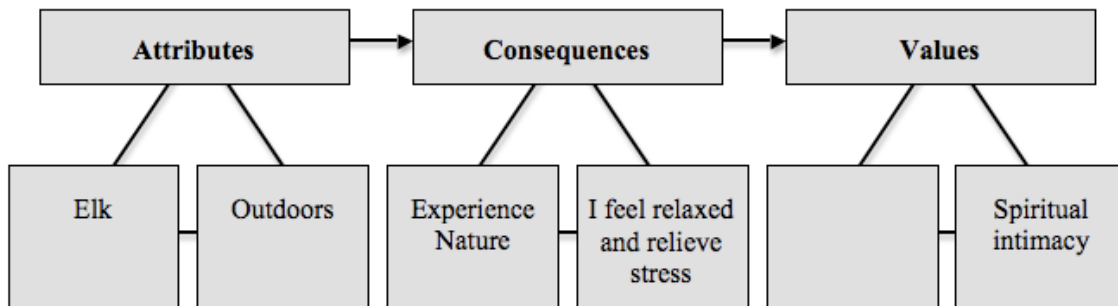 Attributes
Consequences
Values
Elk
Outdoors
Experience
Nature
I feel relaxed
and relieve
stress
Spiritual
intimacy